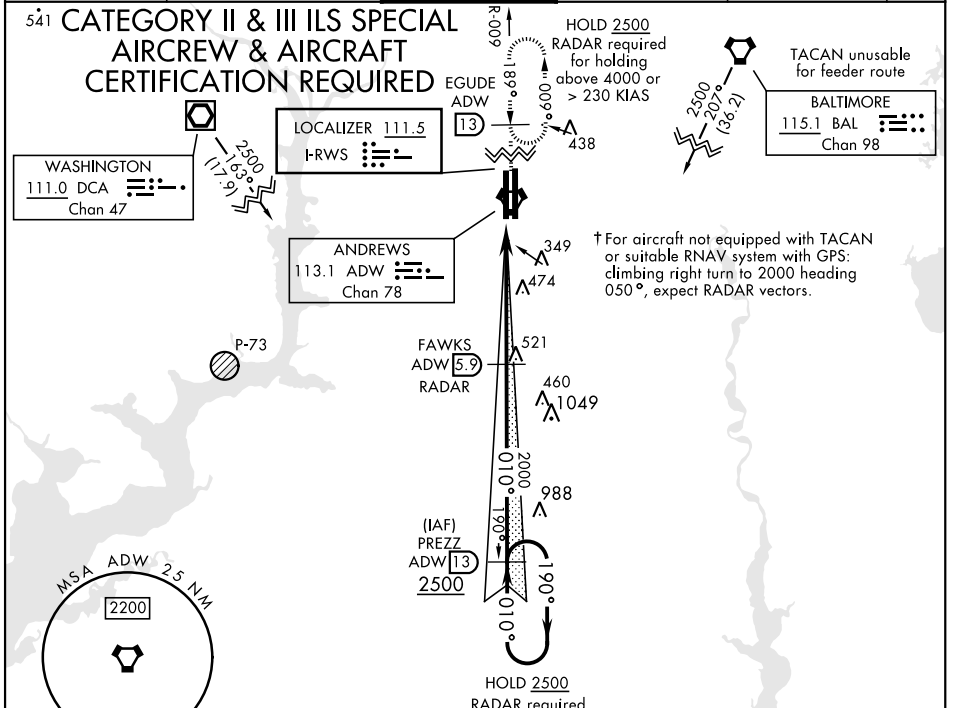 541
CATEGORY II & III ILS SPECIAL
AIRCREW & AIRCRAFT
CERTIFICATION REQUIRED
R-009
189°
009°
HOLD 2500
RADAR required
for holding
above 4000 or
> 230 KIAS
EGUDE
ADW
13
438
TACAN unusable
for feeder route
2500
207°
(36.2)
BALTIMORE
115.1 BAL
Chan 98
LOCALIZER 111.5
I-RWS
WASHINGTON
111.0 DCA
Chan 47
2500
163°
(17.9)
ANDREWS
113.1 ADW
Chan 78
349
474
† For aircraft not equipped with TACAN
or suitable RNAV system with GPS:
climbing right turn to 2000 heading
050°, expect RADAR vectors.
P-73
FAWKS
ADW 5.9
RADAR
521
460
1049
010°
2000
988
190°
(IAF)
PREZZ
ADW 13
2500
190°
010°
MSA ADW 25 NM
2200
HOLD 2500
RADAR required